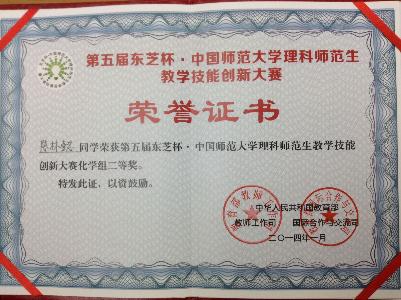 第五届东芝杯·中国师范大学理科师范生
教学技能创新大赛
荣誉证书
同学荣获第五届东芝杯·中国师范大学理科师范生教学技能
创新大赛化学组二等奖。
特发此证，以资鼓励。
中华人民共和国教育部
教师工作司 国际合作与交流司
二〇一四年一月